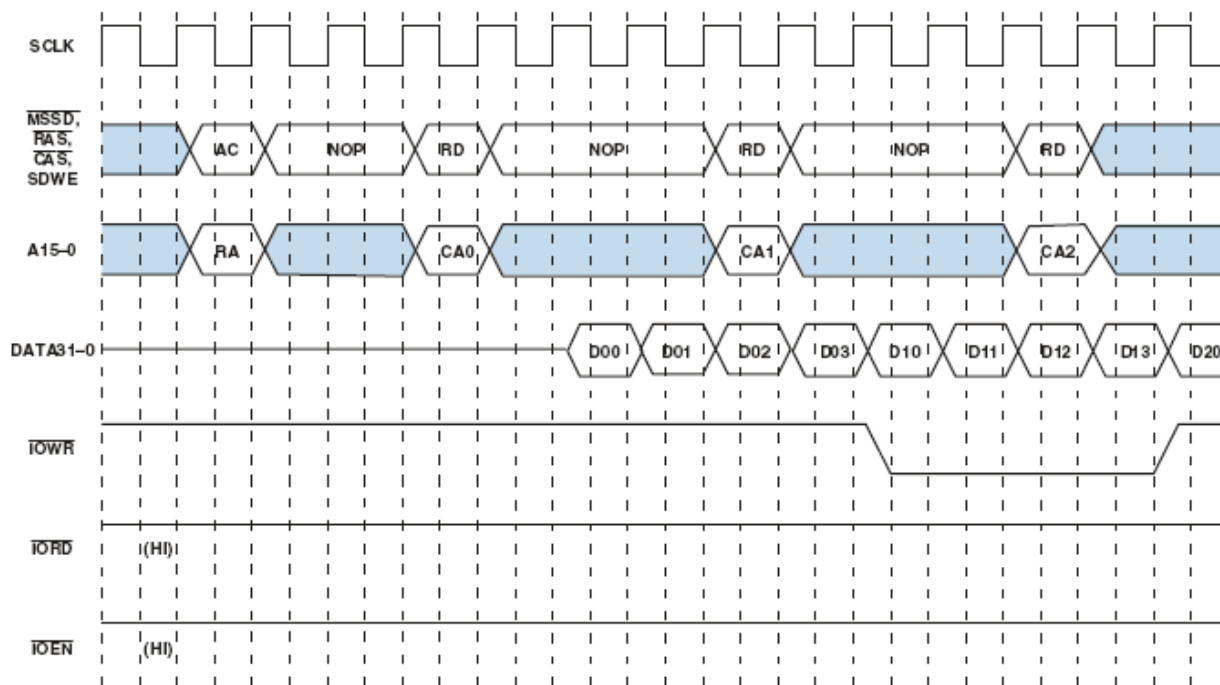 SCLK
MSSD,
RAS,
CAS,
SDWE
AC NOP RD NOP RD NOP RD
A15–0
RA CA0 CA1 CA2
DATA31–0
D00 D01 D02 D03 D10 D11 D12 D13 D20
IOWR
IORD
(HI)
IOEN
(HI)